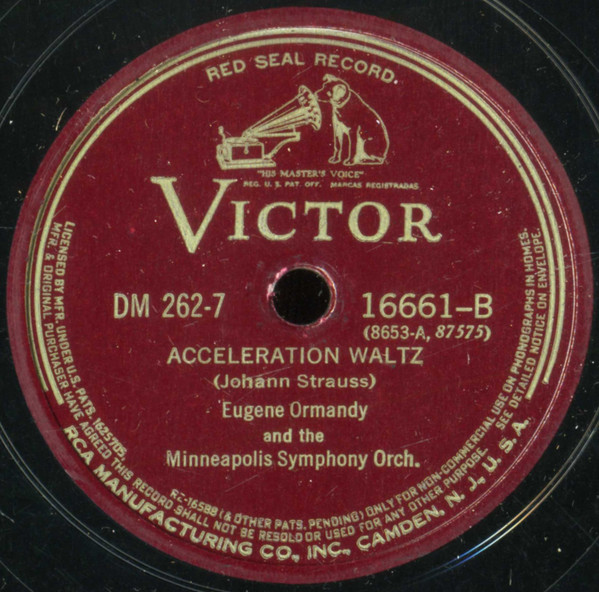 RED SEAL RECORD.
"HIS MASTER'S VOICE"
REG. U. S. PAT. OFF. MARCAS REGISTRADAS
VICTOR
DM 262-7
16661-B
(8653-A, 87575)
ACCELERATION WALTZ
(Johann Strauss)
Eugene Ormandy
and the
Minneapolis Symphony Orch.
LICENSED BY MFR. UNDER U.S. PATS. 1625705, RE-16588 (& OTHER PATS. PENDING) ONLY FOR NON-COMMERCIAL USE ON PHONOGRAPHS IN HOMES.
MFR. & ORIGINAL PURCHASER HAVE AGREED THIS RECORD SHALL NOT BE RESOLD OR USED FOR ANY OTHER PURPOSE. SEE DETAILED NOTICE ON ENVELOPE.
RCA MANUFACTURING CO., INC., CAMDEN, N. J., U. S. A.